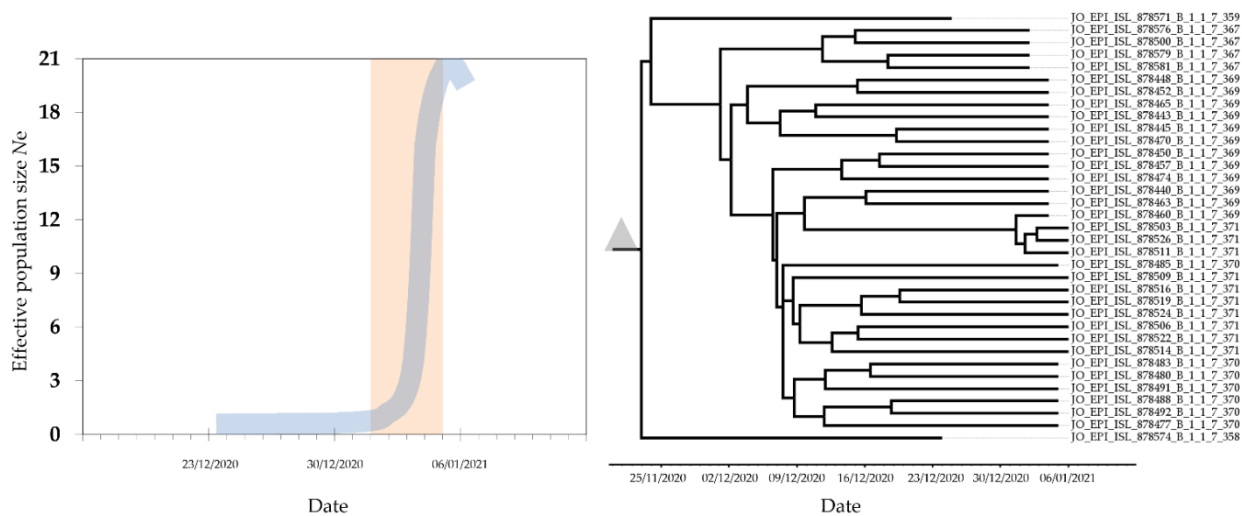 21
18
15
12
9
6
3
0
Effective population size Ne
23/12/2020
30/12/2020
06/01/2021
Date
JO_EPI_ISL_878571_B_1_1_7_359
JO_EPI_ISL_878576_B_1_1_7_367
JO_EPI_ISL_878500_B_1_1_7_367
JO_EPI_ISL_878579_B_1_1_7_367
JO_EPI_ISL_878581_B_1_1_7_367
JO_EPI_ISL_878448_B_1_1_7_369
JO_EPI_ISL_878452_B_1_1_7_369
JO_EPI_ISL_878465_B_1_1_7_369
JO_EPI_ISL_878443_B_1_1_7_369
JO_EPI_ISL_878445_B_1_1_7_369
JO_EPI_ISL_878470_B_1_1_7_369
JO_EPI_ISL_878450_B_1_1_7_369
JO_EPI_ISL_878457_B_1_1_7_369
JO_EPI_ISL_878474_B_1_1_7_369
JO_EPI_ISL_878440_B_1_1_7_369
JO_EPI_ISL_878463_B_1_1_7_369
JO_EPI_ISL_878460_B_1_1_7_369
JO_EPI_ISL_878503_B_1_1_7_371
JO_EPI_ISL_878526_B_1_1_7_371
JO_EPI_ISL_878511_B_1_1_7_371
JO_EPI_ISL_878485_B_1_1_7_370
JO_EPI_ISL_878509_B_1_1_7_371
JO_EPI_ISL_878516_B_1_1_7_371
JO_EPI_ISL_878519_B_1_1_7_371
JO_EPI_ISL_878524_B_1_1_7_371
JO_EPI_ISL_878506_B_1_1_7_371
JO_EPI_ISL_878522_B_1_1_7_371
JO_EPI_ISL_878514_B_1_1_7_371
JO_EPI_ISL_878483_B_1_1_7_370
JO_EPI_ISL_878480_B_1_1_7_370
JO_EPI_ISL_878491_B_1_1_7_370
JO_EPI_ISL_878488_B_1_1_7_370
JO_EPI_ISL_878492_B_1_1_7_370
JO_EPI_ISL_878477_B_1_1_7_370
JO_EPI_ISL_878574_B_1_1_7_358
25/11/2020
02/12/2020
09/12/2020
16/12/2020
23/12/2020
30/12/2020
06/01/2021
Date